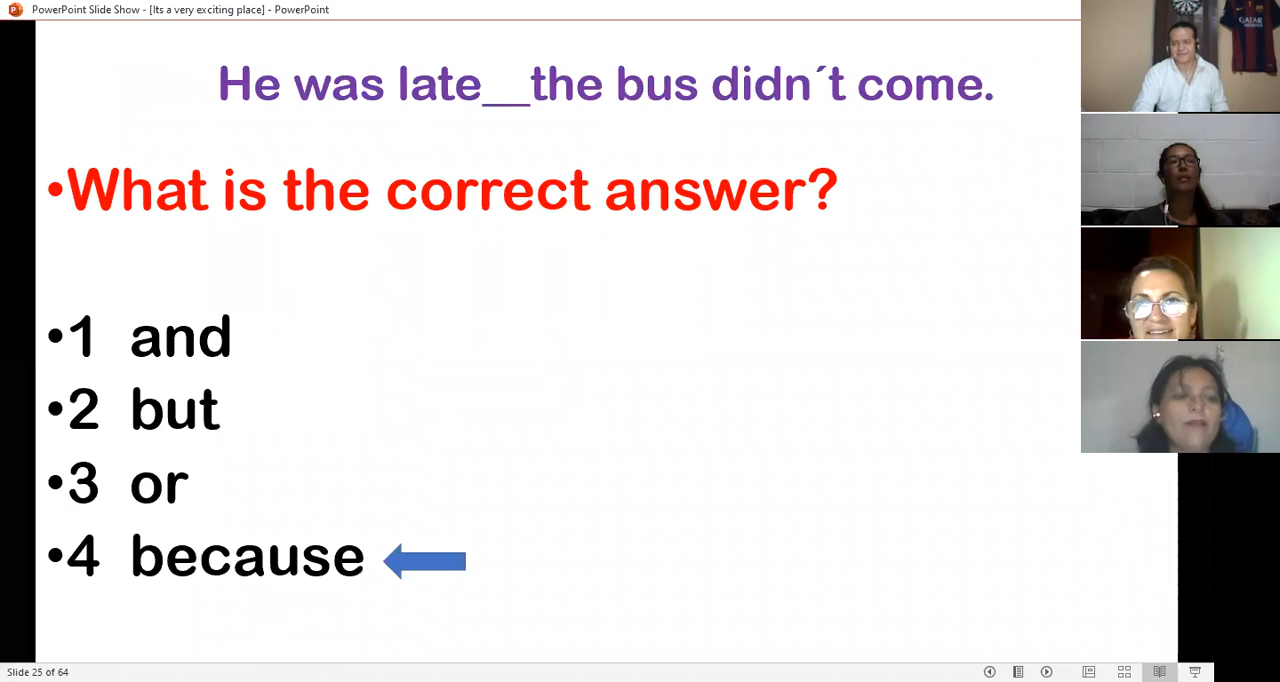 PowerPoint Slide Show - [Its a very exciting place] - PowerPoint
He was late__the bus didn´t come.
•What is the correct answer?
•1 and
•2 but
•3 or
•4 because
QATAR
Slide 25 of 64